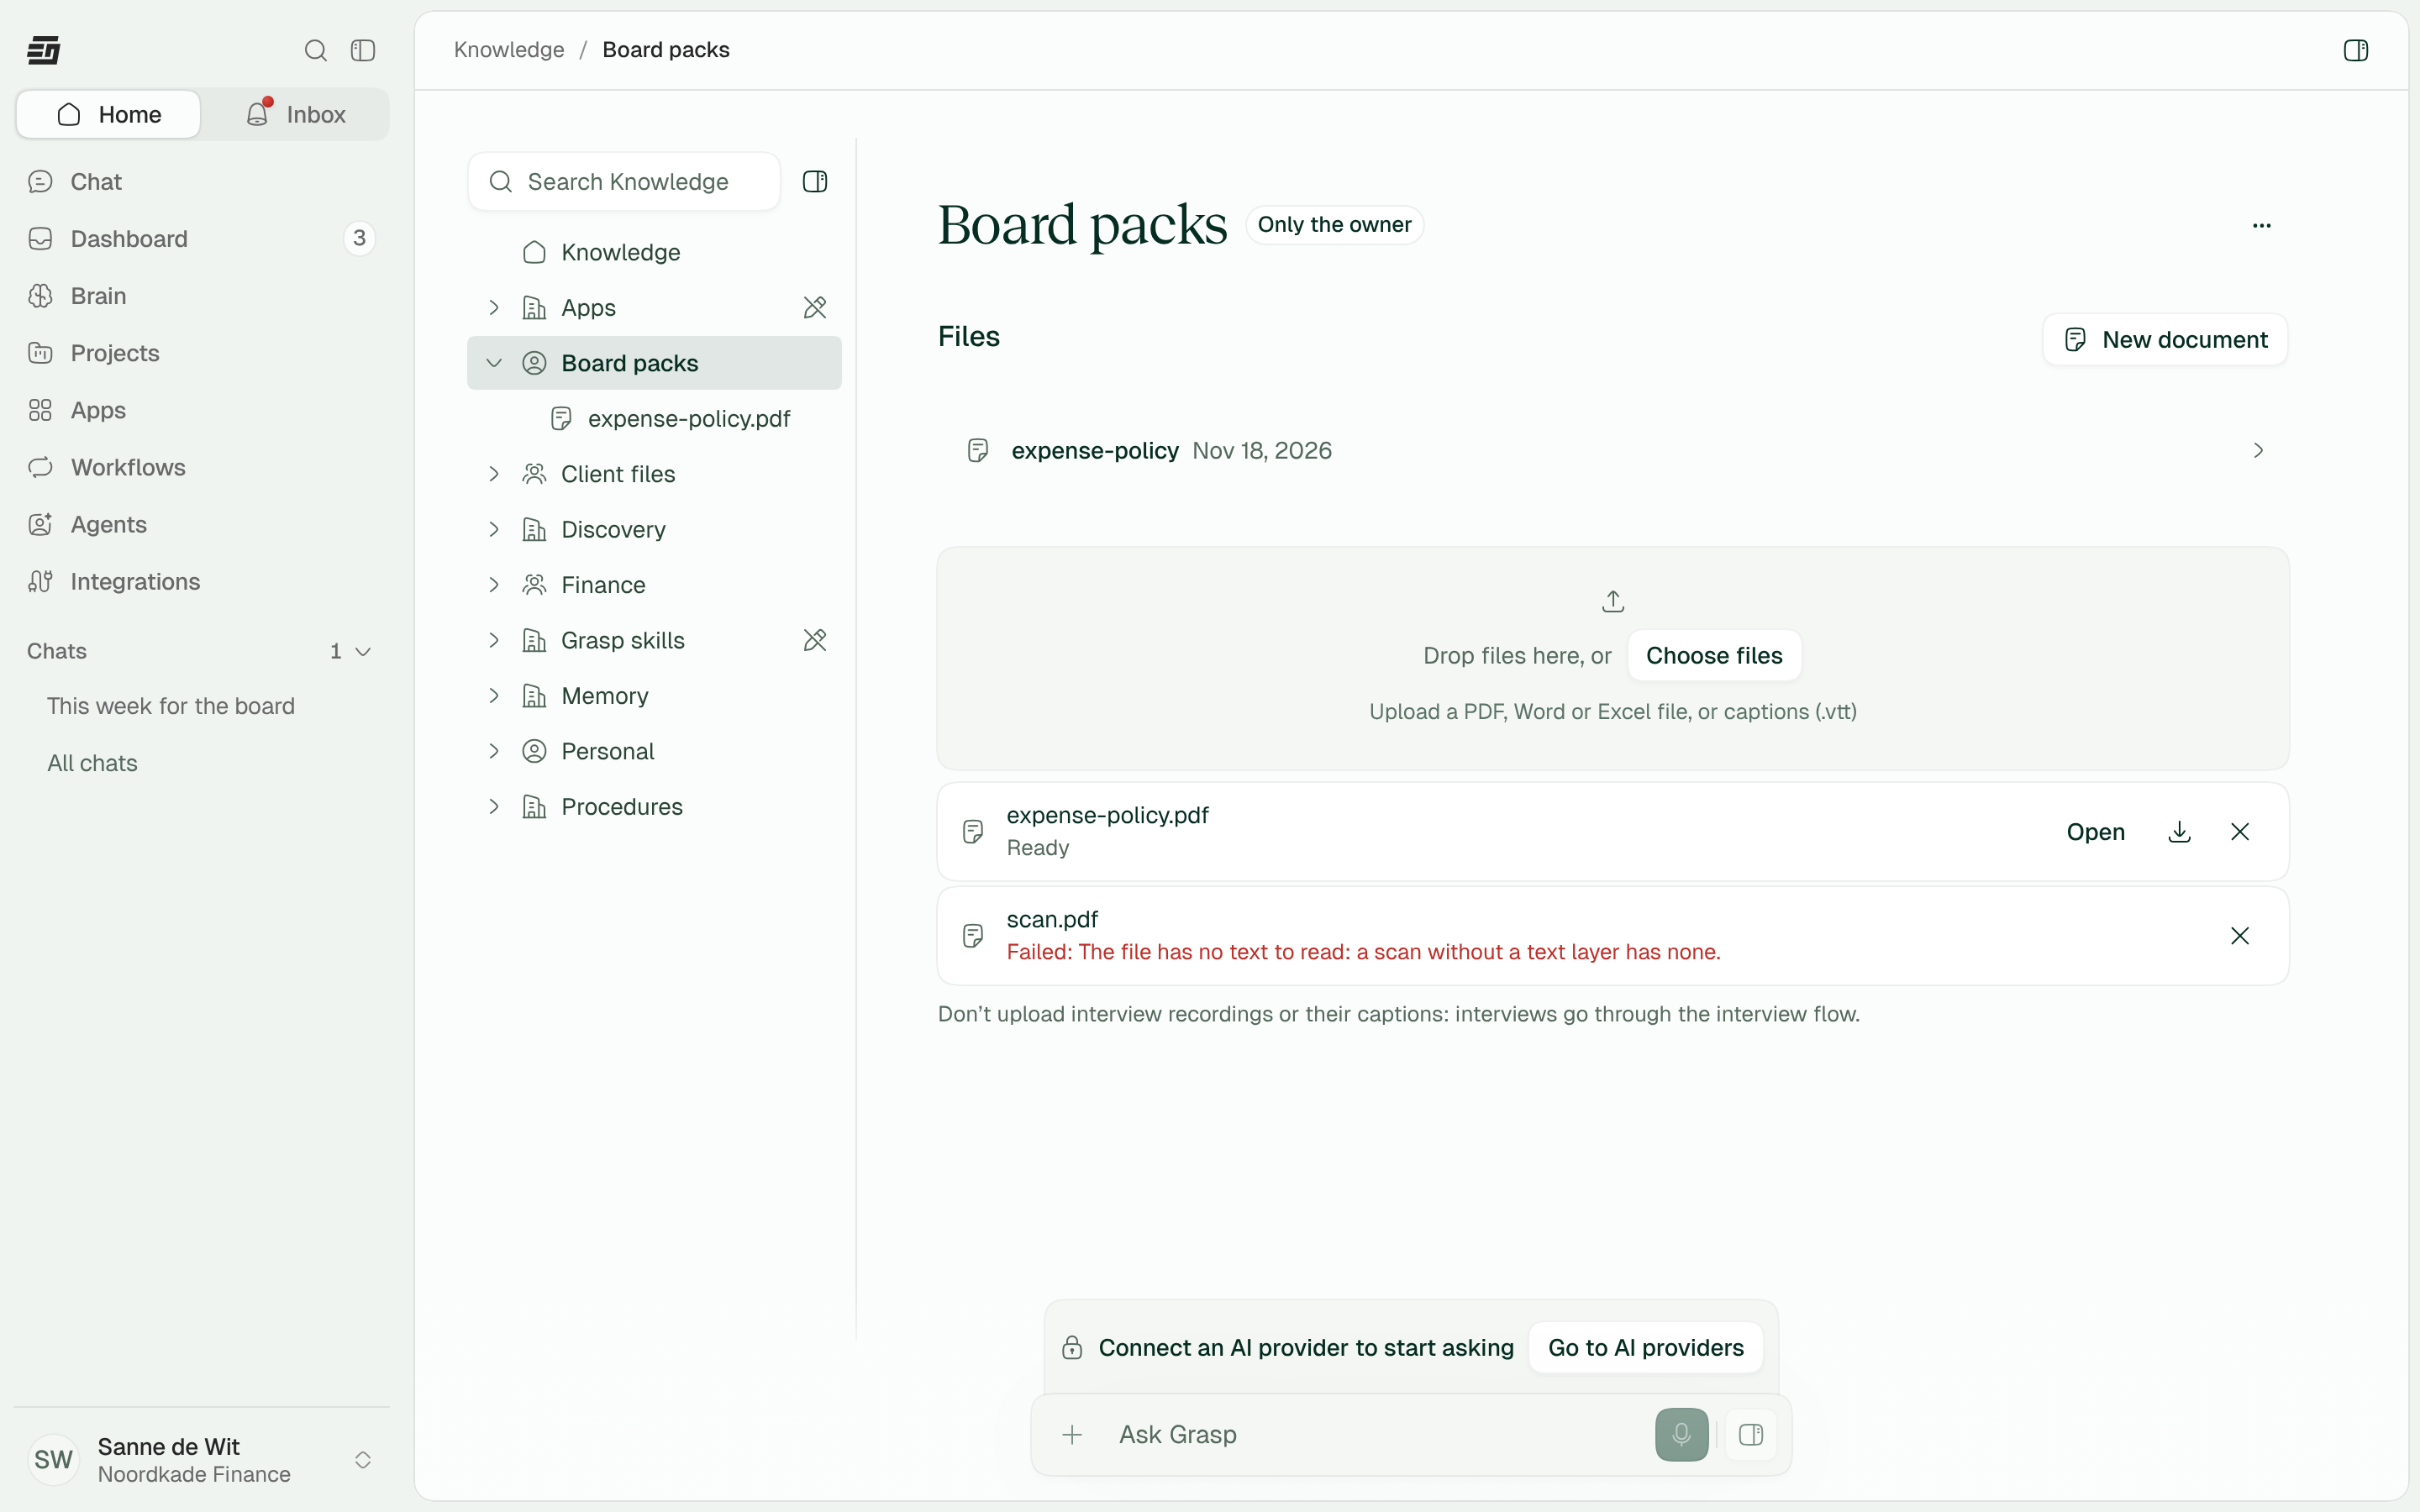 Home
Inbox
Chat
Dashboard
3
Brain
Projects
Apps
Workflows
Agents
Integrations
Chats
1
This week for the board
All chats
SW
Sanne de Wit
Noordkade Finance
Knowledge / Board packs
Search Knowledge
Knowledge
Apps
Board packs
expense-policy.pdf
Client files
Discovery
Finance
Grasp skills
Memory
Personal
Procedures
Board packs
Only the owner
Files
New document
expense-policy Nov 18, 2026
Drop files here, or Choose files
Upload a PDF, Word or Excel file, or captions (.vtt)
expense-policy.pdf
Ready
Open
scan.pdf
Failed: The file has no text to read: a scan without a text layer has none.
Don’t upload interview recordings or their captions: interviews go through the interview flow.
Connect an AI provider to start asking
Go to AI providers
Ask Grasp